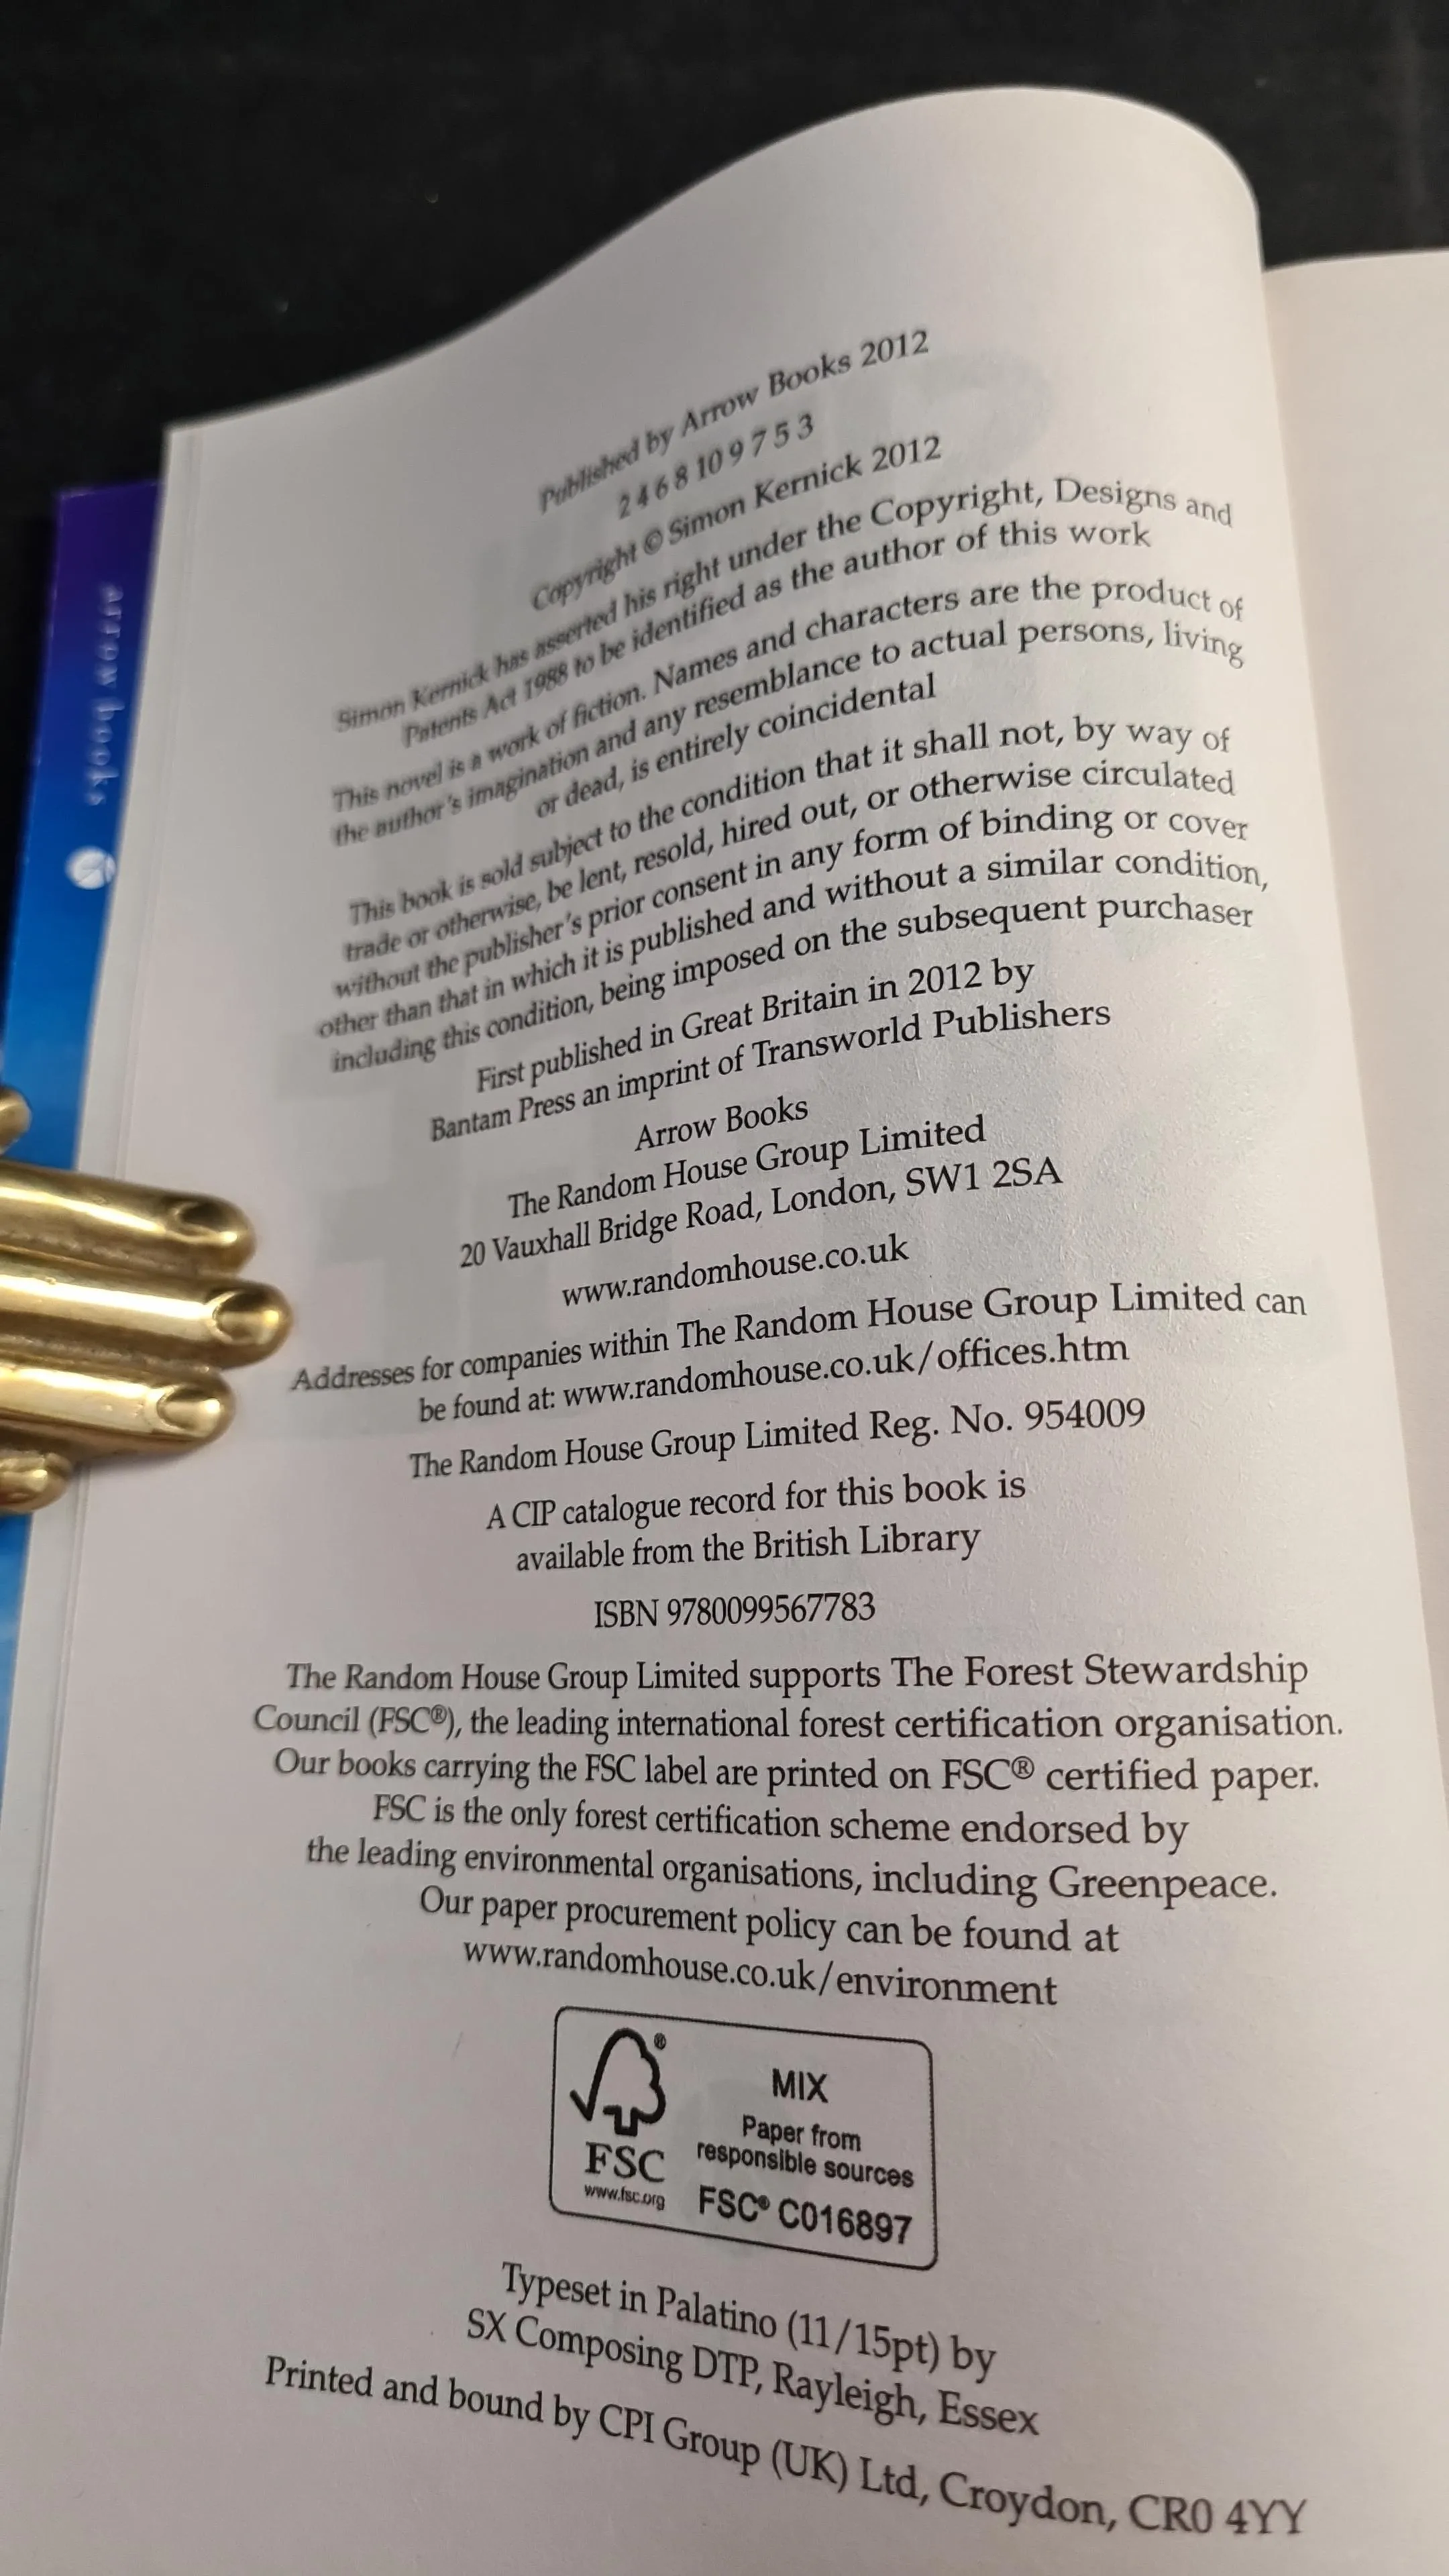 Published by Arrow Books 2012
2 4 6 8 10 9 7 5 3
Copyright © Simon Kernick 2012
Simon Kernick has asserted his right under the Copyright, Designs and
Patents Act 1988 to be identified as the author of this work
This novel is a work of fiction. Names and characters are the product of
the author's imagination and any resemblance to actual persons, living
or dead, is entirely coincidental
This book is sold subject to the condition that it shall not, by way of
trade or otherwise, be lent, resold, hired out, or otherwise circulated
without the publisher's prior consent in any form of binding or cover
other than that in which it is published and without a similar condition,
including this condition, being imposed on the subsequent purchaser
First published in Great Britain in 2012 by
Bantam Press an imprint of Transworld Publishers
Arrow Books
The Random House Group Limited
20 Vauxhall Bridge Road, London, SW1 2SA
www.randomhouse.co.uk
Addresses for companies within The Random House Group Limited can
be found at: www.randomhouse.co.uk/offices.htm
The Random House Group Limited Reg. No. 954009
A CIP catalogue record for this book is
available from the British Library
ISBN 9780099567783
The Random House Group Limited supports The Forest Stewardship
Council (FSC®), the leading international forest certification organisation.
Our books carrying the FSC label are printed on FSC® certified paper.
FSC is the only forest certification scheme endorsed by
the leading environmental organisations, including Greenpeace.
Our paper procurement policy can be found at
www.randomhouse.co.uk/environment
®
FSC
www.fsc.org
MIX
Paper from
responsible sources
FSC® C016897
Typeset in Palatino (11/15pt) by
SX Composing DTP, Rayleigh, Essex
Printed and bound by CPI Group (UK) Ltd, Croydon, CR0 4YY
arrow books